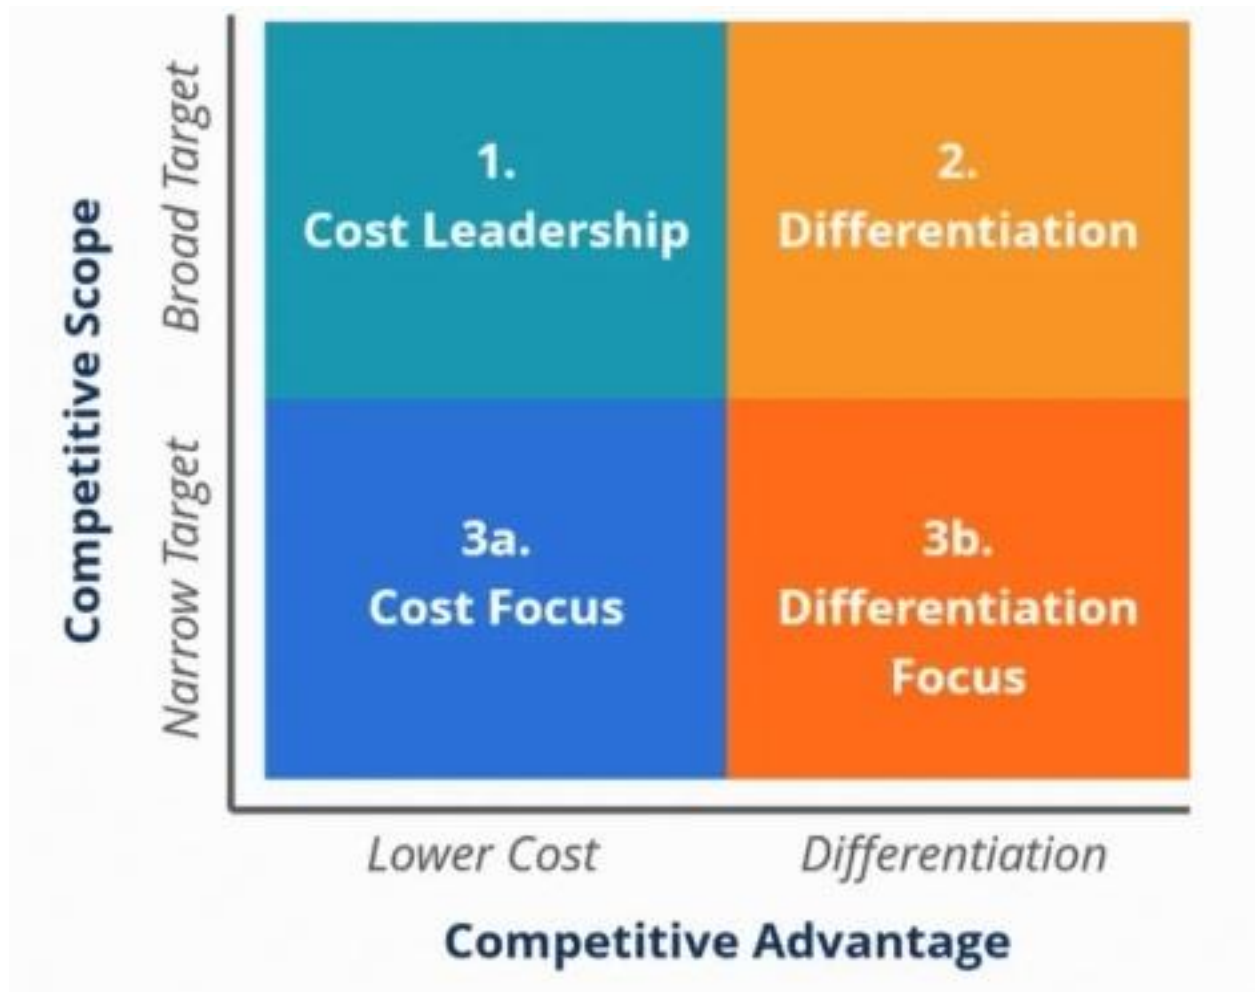 Competitive Scope
Broad Target
Narrow Target
1.
Cost Leadership
2.
Differentiation
3a.
Cost Focus
3b.
Differentiation
Focus
Lower Cost
Differentiation
Competitive Advantage